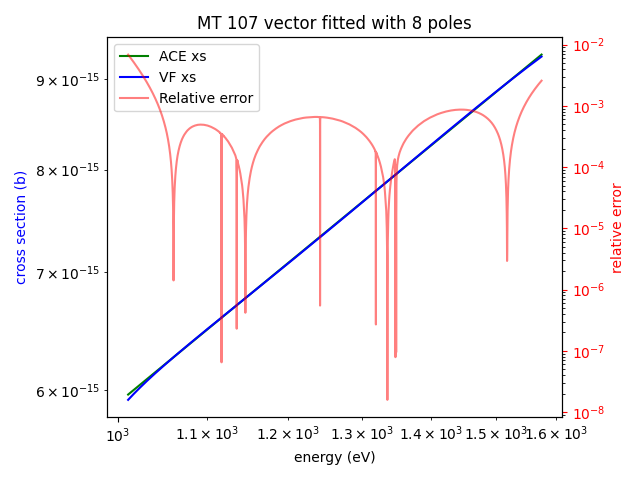 MT 107 vector fitted with 8 poles
ACE xs
VF xs
Relative error
9 × 10⁻¹⁵
8 × 10⁻¹⁵
7 × 10⁻¹⁵
6 × 10⁻¹⁵
cross section (b)
10⁻²
10⁻³
10⁻⁴
10⁻⁵
10⁻⁶
10⁻⁷
10⁻⁸
relative error
10³
1.1 × 10³
1.2 × 10³
1.3 × 10³
1.4 × 10³
1.5 × 10³
1.6 × 10³
energy (eV)